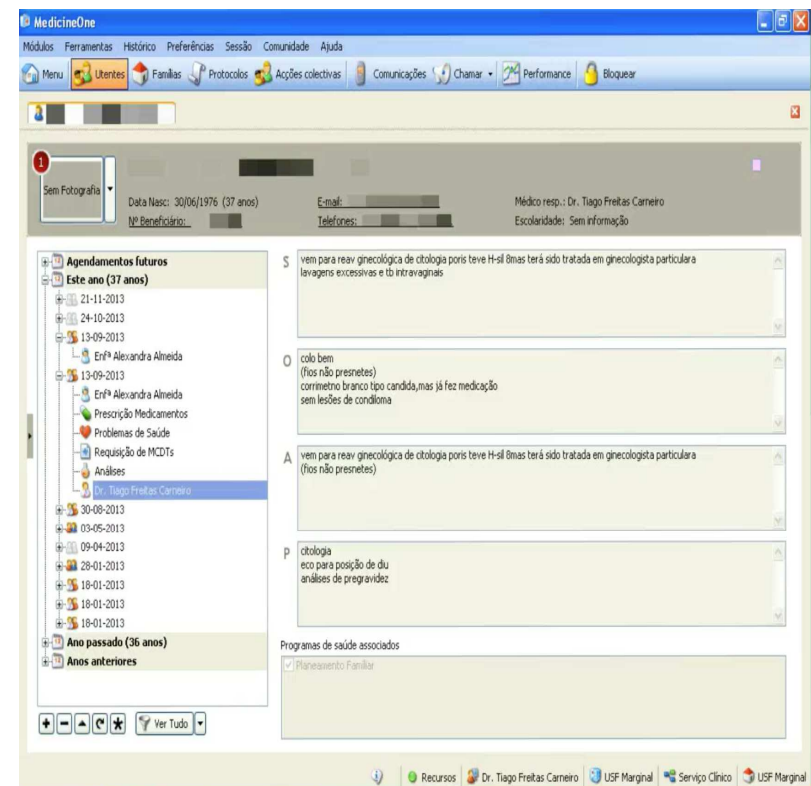 MedicineOne
Módulos Ferramentas Histórico Preferências Sessão Comunidade Ajuda
Menu Utentes Famílias Protocolos Acções colectivas Comunicações Chamar Performance Bloquear
1
Sem Fotografia
Data Nasc: 30/06/1976 (37 anos) E-mail: Médico resp.: Dr. Tiago Freitas Carneiro
Nº Beneficiário: Telefones: Escolaridade: Sem informação
Agendamentos futuros
Este ano (37 anos)
21-11-2013
24-10-2013
13-09-2013
Enfª Alexandra Almeida
13-09-2013
Enfª Alexandra Almeida
Prescrição Medicamentos
Problemas de Saúde
Requisição de MCDTs
Análises
Dr. Tiago Freitas Carneiro
30-08-2013
03-05-2013
09-04-2013
28-01-2013
18-01-2013
18-01-2013
18-01-2013
Ano passado (36 anos)
Anos anteriores
Ver Tudo
S vem para reav ginecológica de citologia poris teve H-sil 8mas terá sido tratada em ginecologista particulara
lavagens excessivas e tb intravaginais
O colo bem
(fios não presnetes)
corrimetno branco tipo candida,mas já fez medicação
sem lesões de condiloma
A vem para reav ginecológica de citologia poris teve H-sil 8mas terá sido tratada em ginecologista particulara
(fios não presnetes)
P citologia
eco para posição de diu
análises de pregravidez
Programas de saúde associados
Planeamento Familiar
Recursos Dr. Tiago Freitas Carneiro USF Marginal Serviço Clínico USF Marginal